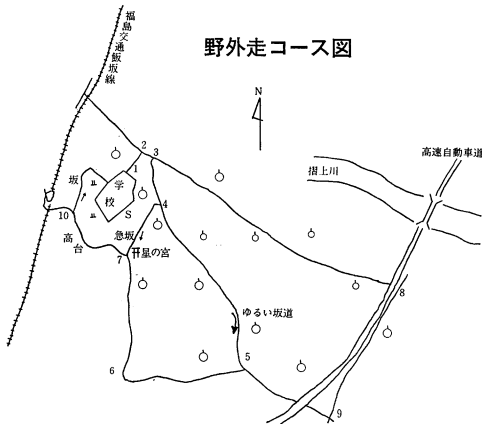 野外走コース図
福島交通飯坂線
N
高速自動車道
摺上川
2
3
1
学校
S
坂
4
10
高台
急坂
7
星の宮
8
ゆるい坂道
5
6
9